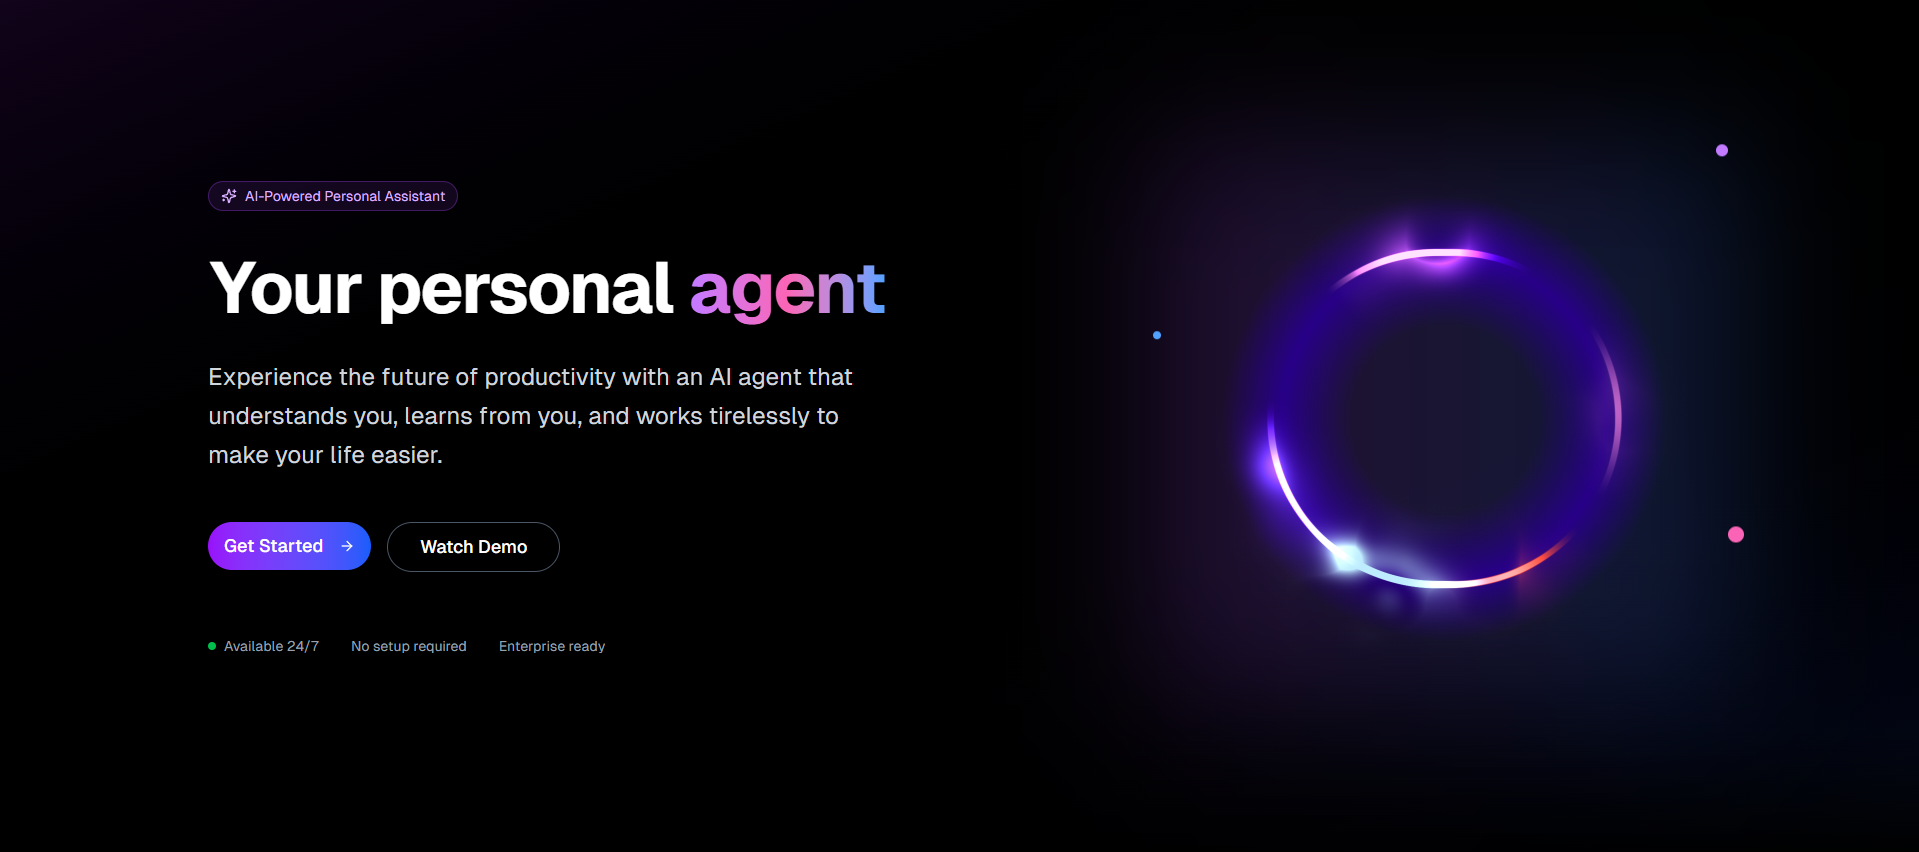 AI-Powered Personal Assistant
Your personal agent
Experience the future of productivity with an AI agent that
understands you, learns from you, and works tirelessly to
make your life easier.
Get Started
Watch Demo
Available 24/7
No setup required
Enterprise ready